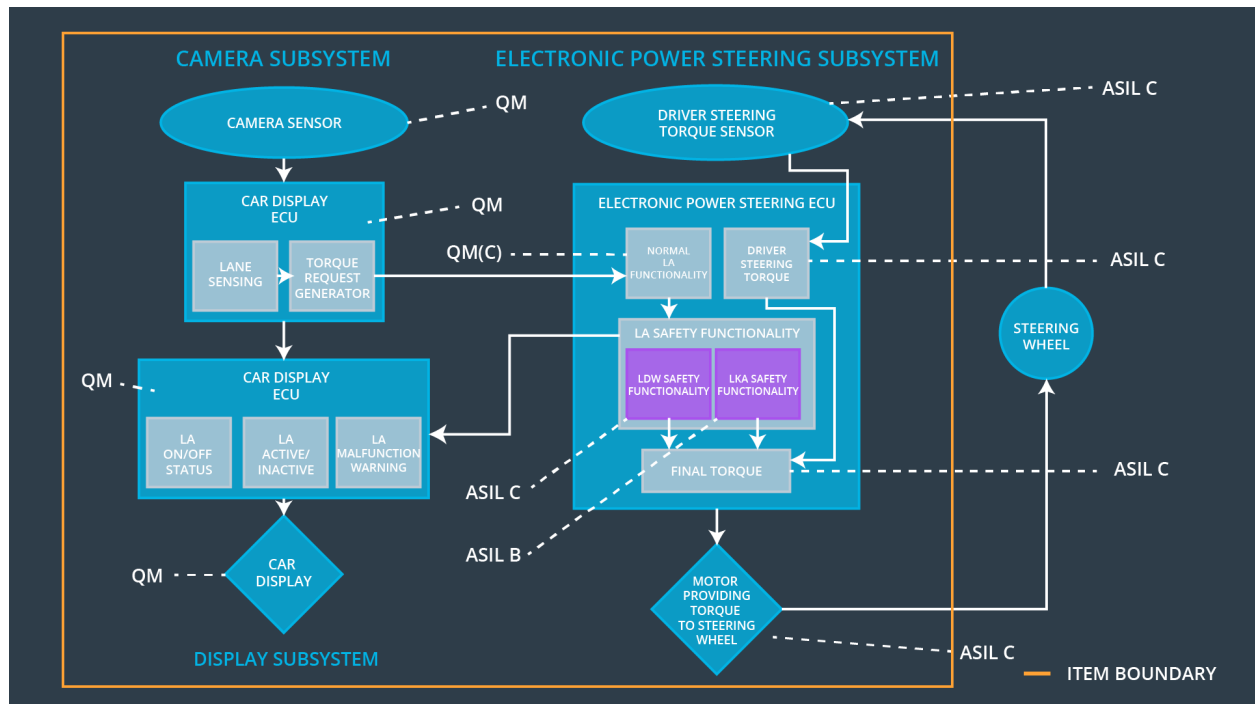 CAMERA SUBSYSTEM
ELECTRONIC POWER STEERING SUBSYSTEM
CAMERA SENSOR
QM
DRIVER STEERING
TORQUE SENSOR
ASIL C
CAR DISPLAY
ECU
QM
LANE
SENSING
TORQUE
REQUEST
GENERATOR
ELECTRONIC POWER STEERING ECU
QM(C)
NORMAL
LA
FUNCTIONALITY
DRIVER
STEERING
TORQUE
ASIL C
LA SAFETY FUNCTIONALITY
LDW SAFETY
FUNCTIONALITY
LKA SAFETY
FUNCTIONALITY
STEERING
WHEEL
QM
CAR DISPLAY
ECU
LA
ON/OFF
STATUS
LA
ACTIVE/
INACTIVE
LA
MALFUNCTION
WARNING
FINAL TORQUE
ASIL C
ASIL C
ASIL B
QM
CAR
DISPLAY
MOTOR
PROVIDING
TORQUE
TO STEERING
WHEEL
ASIL C
DISPLAY SUBSYSTEM
ITEM BOUNDARY